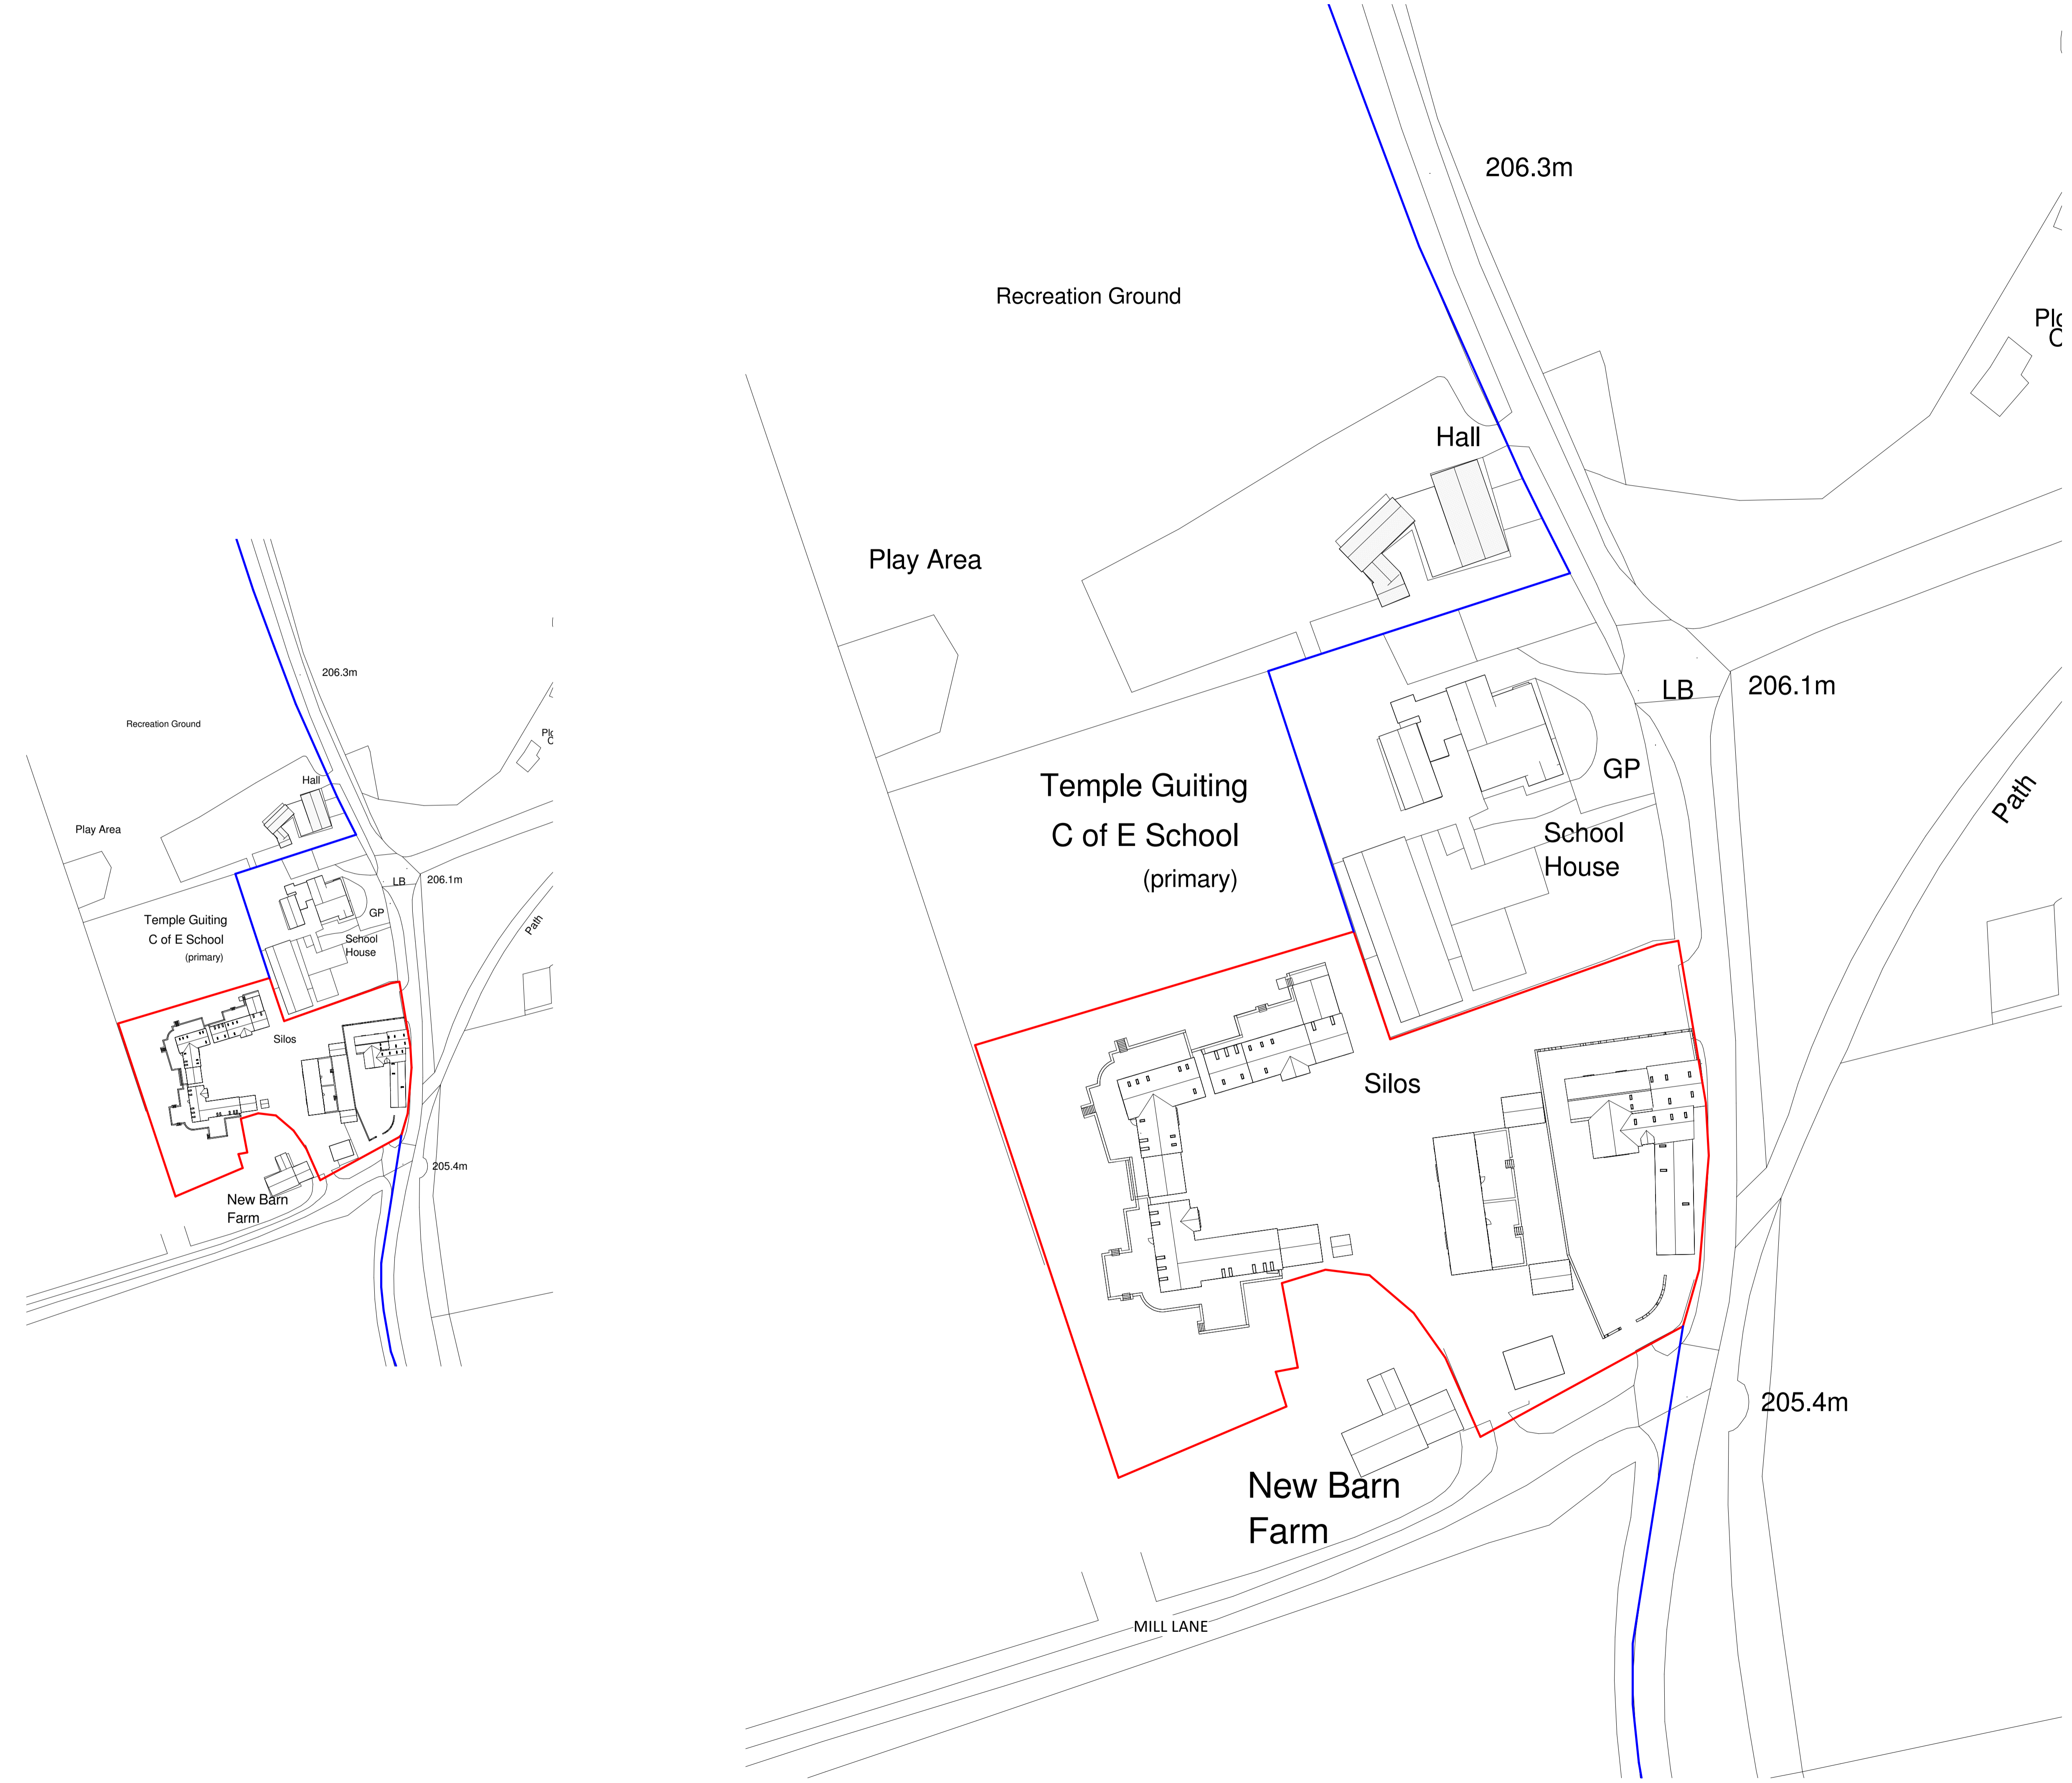 206.3m
Recreation Ground
Hall
Play Area
LB
206.1m
Temple Guiting
C of E School
(primary)
GP
School
House
Path
Silos
205.4m
New Barn
Farm
206.3m
Recreation Ground
Hall
Play Area
LB
206.1m
Temple Guiting
C of E School
(primary)
GP
School
House
Path
Silos
205.4m
New Barn
Farm
MILL LANE